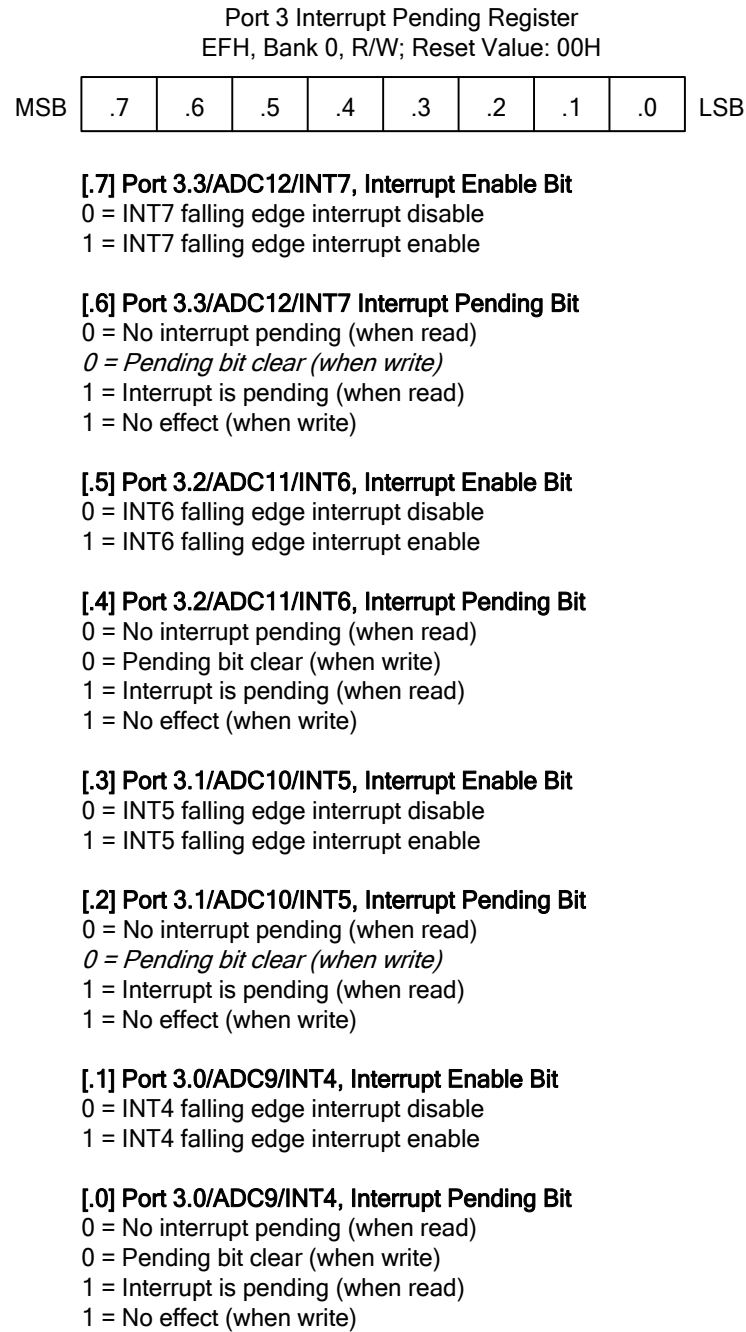 Port 3 Interrupt Pending Register
EFH, Bank 0, R/W; Reset Value: 00H
MSB .7 .6 .5 .4 .3 .2 .1 .0 LSB
[.7] Port 3.3/ADC12/INT7, Interrupt Enable Bit
0 = INT7 falling edge interrupt disable
1 = INT7 falling edge interrupt enable
[.6] Port 3.3/ADC12/INT7 Interrupt Pending Bit
0 = No interrupt pending (when read)
0 = Pending bit clear (when write)
1 = Interrupt is pending (when read)
1 = No effect (when write)
[.5] Port 3.2/ADC11/INT6, Interrupt Enable Bit
0 = INT6 falling edge interrupt disable
1 = INT6 falling edge interrupt enable
[.4] Port 3.2/ADC11/INT6, Interrupt Pending Bit
0 = No interrupt pending (when read)
0 = Pending bit clear (when write)
1 = Interrupt is pending (when read)
1 = No effect (when write)
[.3] Port 3.1/ADC10/INT5, Interrupt Enable Bit
0 = INT5 falling edge interrupt disable
1 = INT5 falling edge interrupt enable
[.2] Port 3.1/ADC10/INT5, Interrupt Pending Bit
0 = No interrupt pending (when read)
0 = Pending bit clear (when write)
1 = Interrupt is pending (when read)
1 = No effect (when write)
[.1] Port 3.0/ADC9/INT4, Interrupt Enable Bit
0 = INT4 falling edge interrupt disable
1 = INT4 falling edge interrupt enable
[.0] Port 3.0/ADC9/INT4, Interrupt Pending Bit
0 = No interrupt pending (when read)
0 = Pending bit clear (when write)
1 = Interrupt is pending (when read)
1 = No effect (when write)